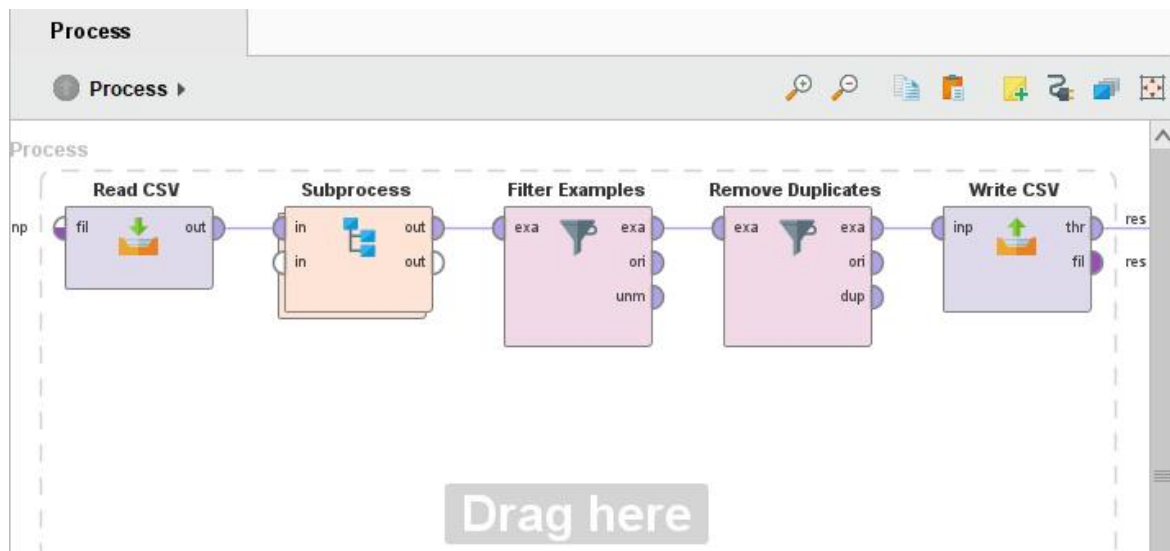 Process
Process
Process
Read CSV
Subprocess
Filter Examples
Remove Duplicates
Write CSV
np
fil
out
in
out
exa
exa
exa
exa
inp
thr
res
in
out
ori
ori
fil
res
unm
dup
Drag here